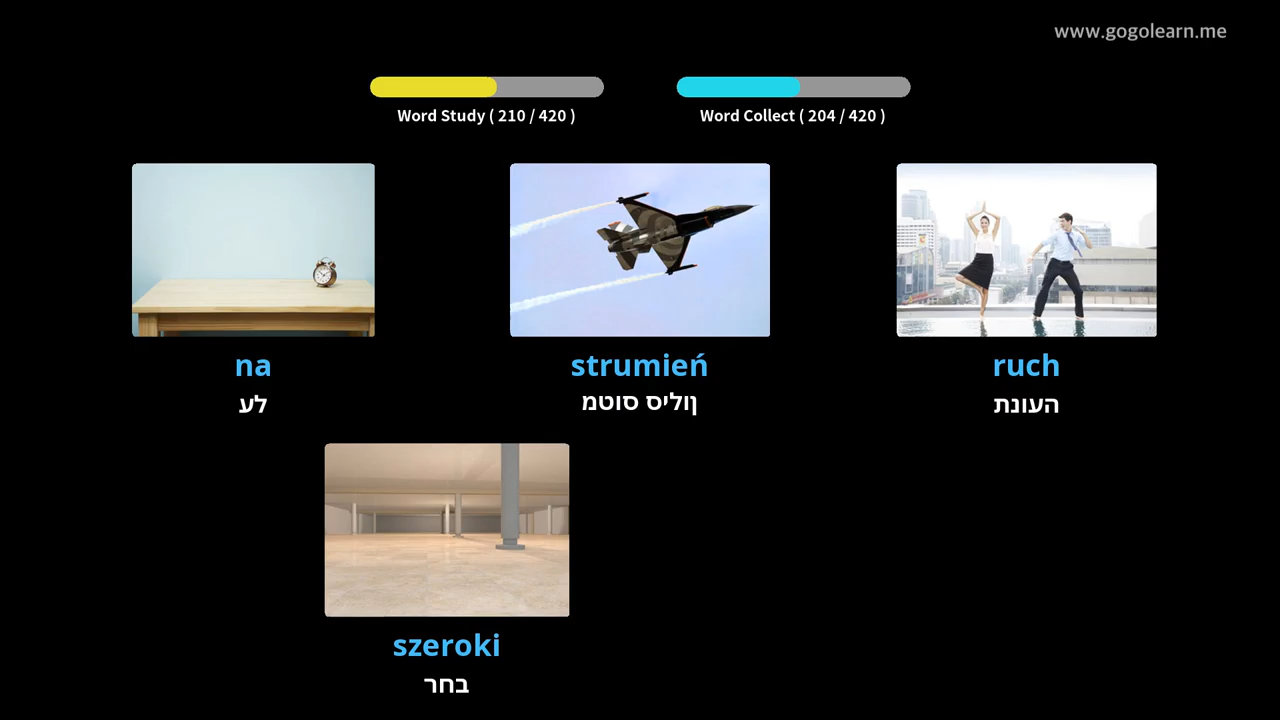 www.gogolearn.me
Word Study ( 210 / 420 )
Word Collect ( 204 / 420 )
na
לע
strumień
ןוליס סוטמ
ruch
העונת
szeroki
בחר